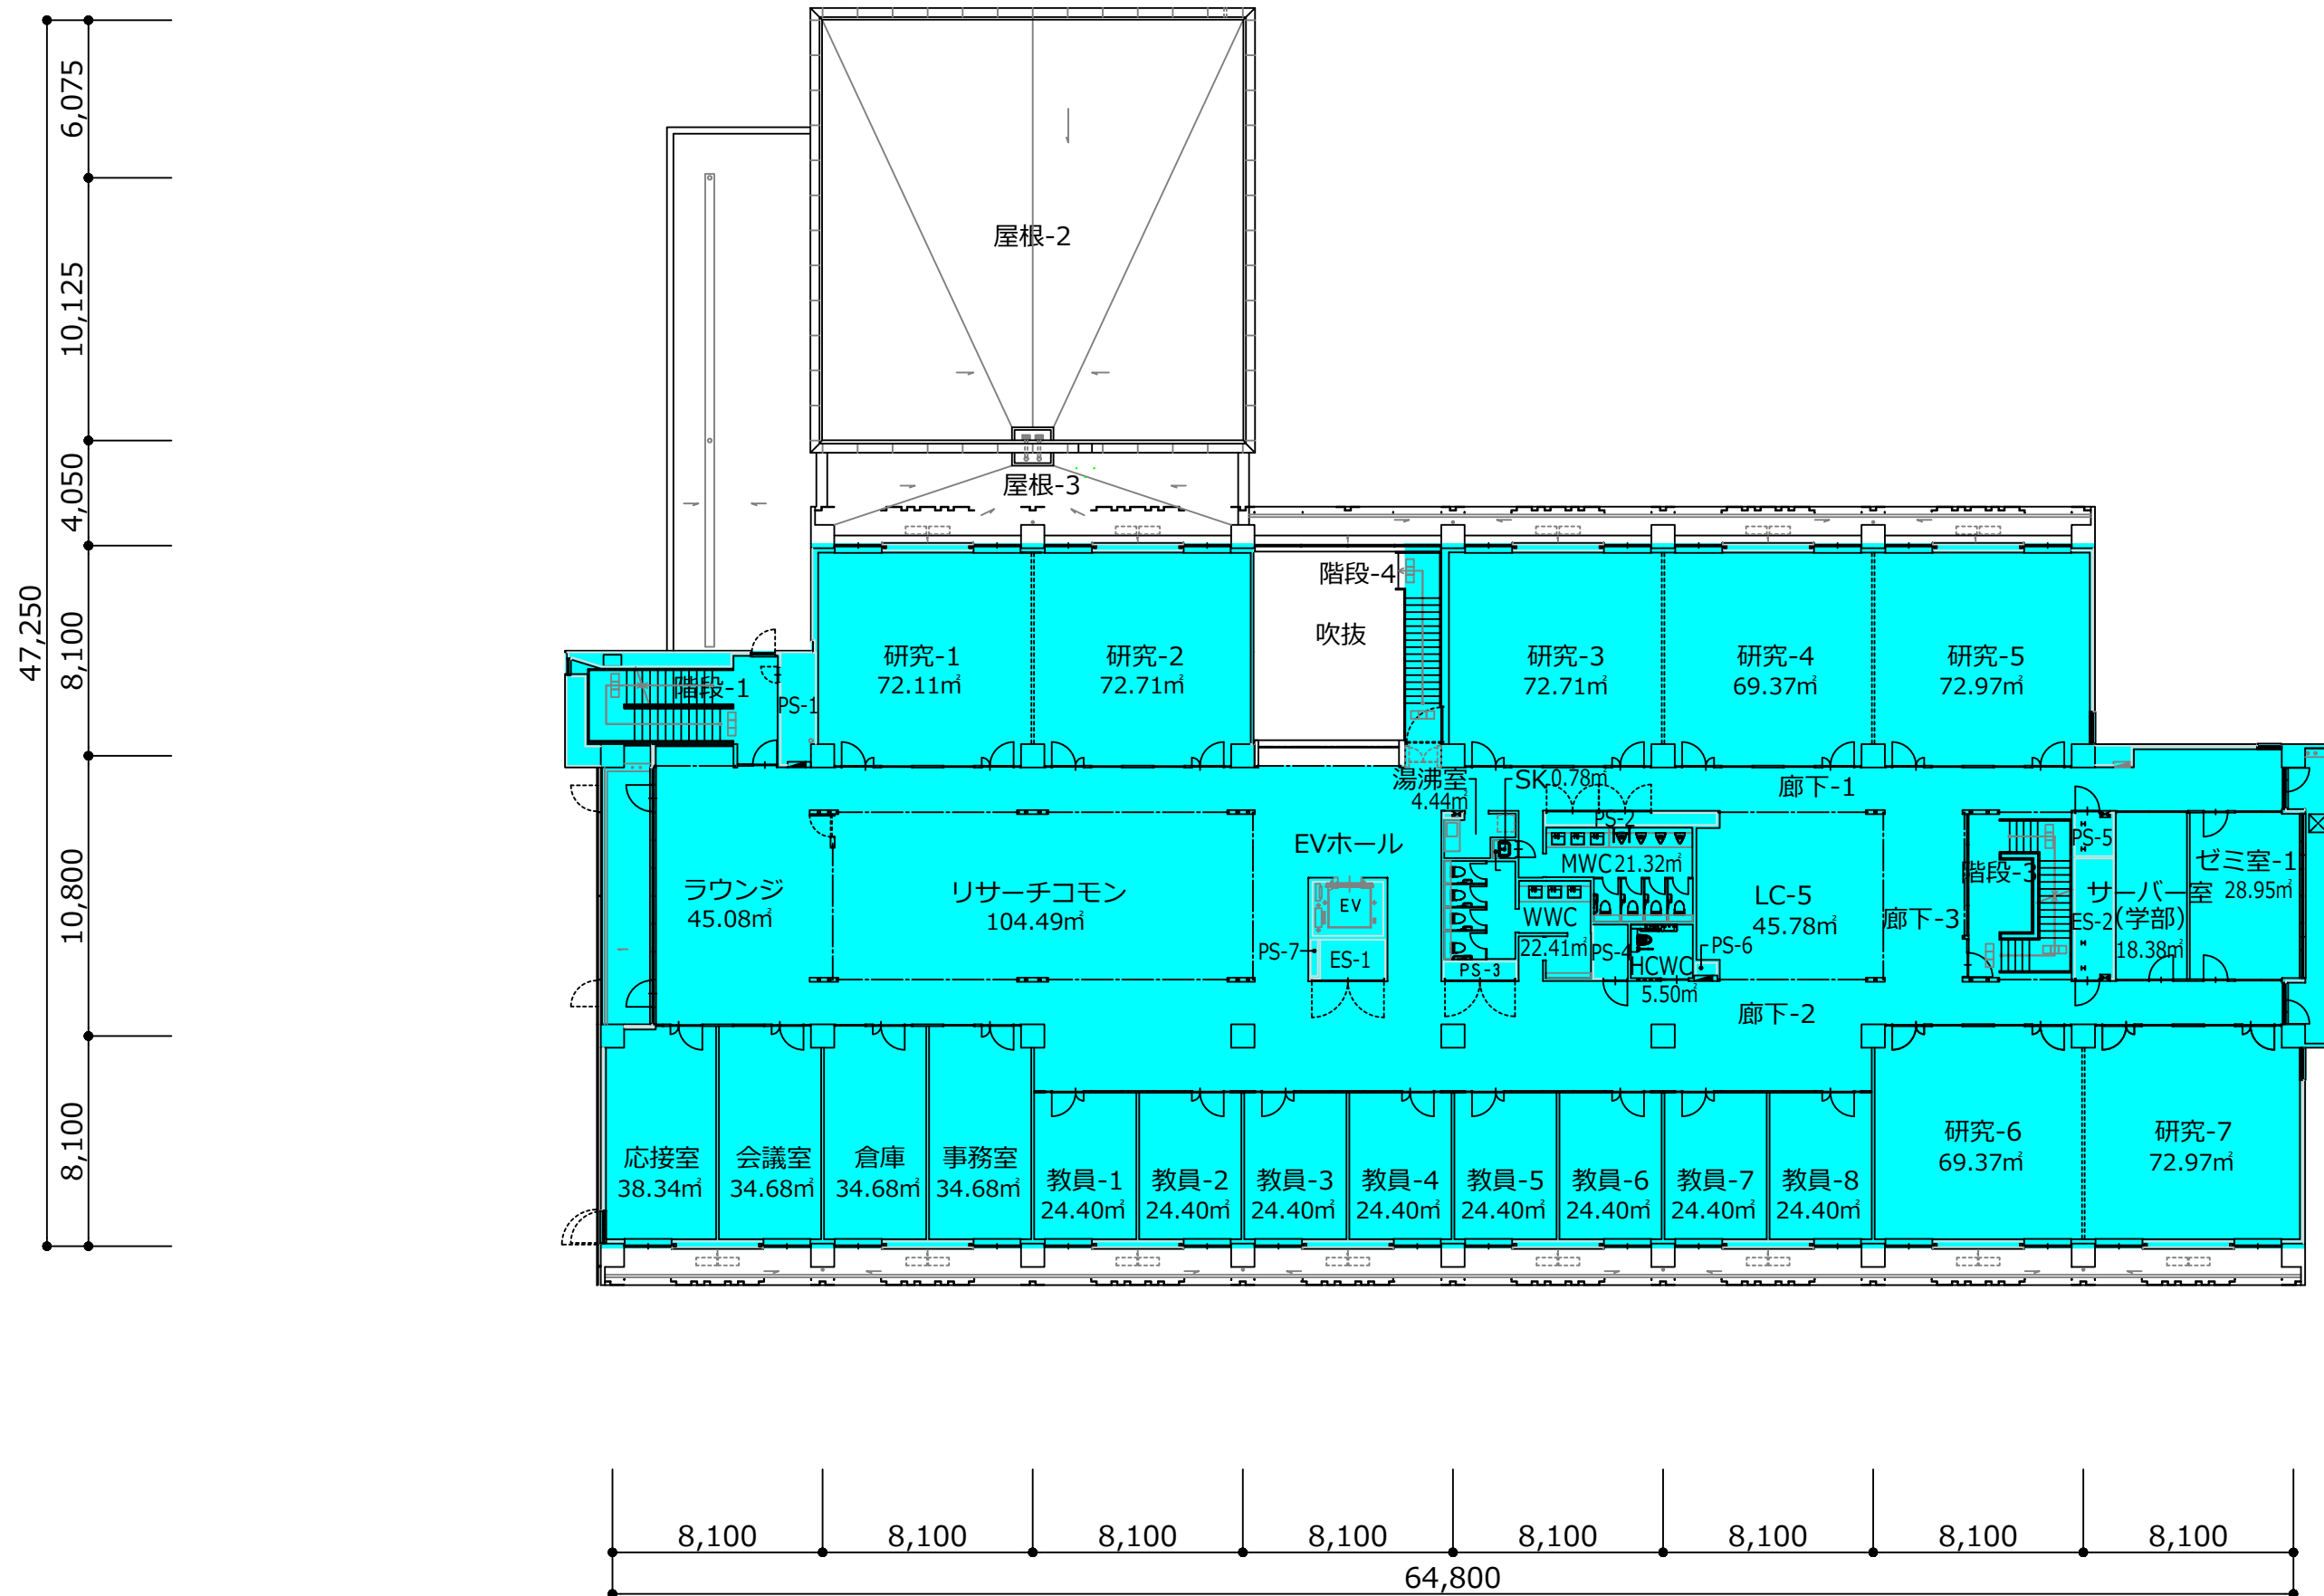 6,075
10,125
4,050
8,100
10,800
8,100
47,250
屋根-2
屋根-3
階段-4
吹抜
研究-1
72.11㎡
研究-2
72.71㎡
研究-3
72.71㎡
研究-4
69.37㎡
研究-5
72.97㎡
階段-1
PS-1
湯沸室
4.44㎡
SK 0.78㎡
廊下-1
PS-2
EVホール
MWC 21.32㎡
PS-5
階段-3
ゼミ室-1
28.95㎡
ラウンジ
45.08㎡
リサーチコモン
104.49㎡
EV
WWC
22.41㎡
LC-5
45.78㎡
廊下-3
サーバー室
(学部)
18.38㎡
ES-2
PS-7
ES-1
PS-3
PS-4
HCWC
5.50㎡
PS-6
廊下-2
応接室
38.34㎡
会議室
34.68㎡
倉庫
34.68㎡
事務室
34.68㎡
教員-1
24.40㎡
教員-2
24.40㎡
教員-3
24.40㎡
教員-4
24.40㎡
教員-5
24.40㎡
教員-6
24.40㎡
教員-7
24.40㎡
教員-8
24.40㎡
研究-6
69.37㎡
研究-7
72.97㎡
8,100
8,100
8,100
8,100
8,100
8,100
8,100
8,100
64,800